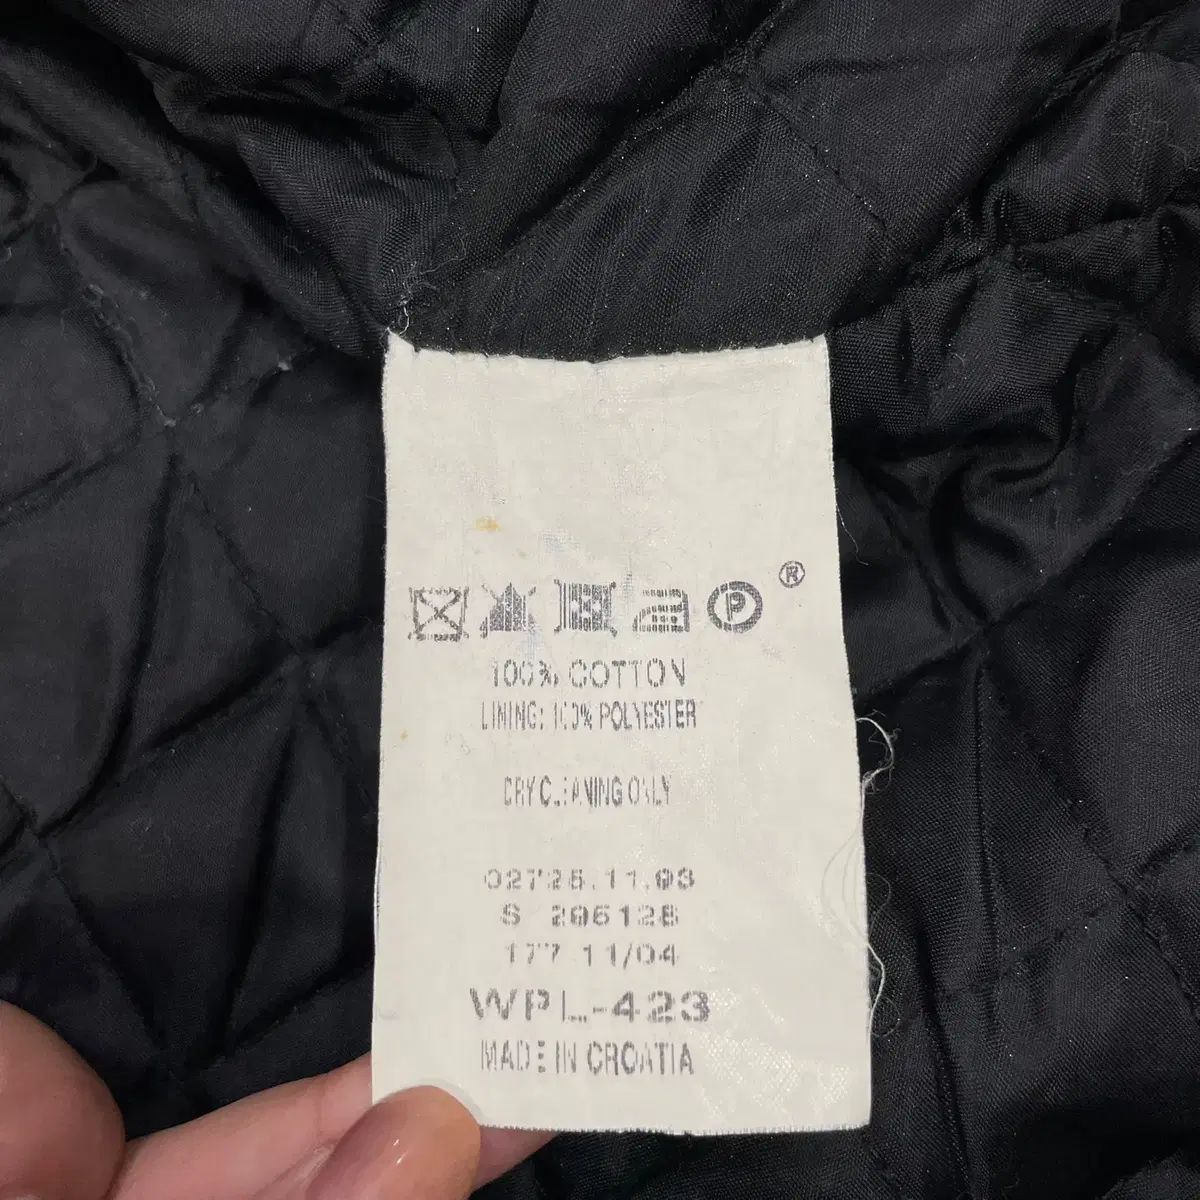 ®
P
100% COTTON
LINING: 100% POLYESTER
DRY CLEANING ONLY
02725.11.93
S 296128
177 11/04
WPL-423
MADE IN CROATIA